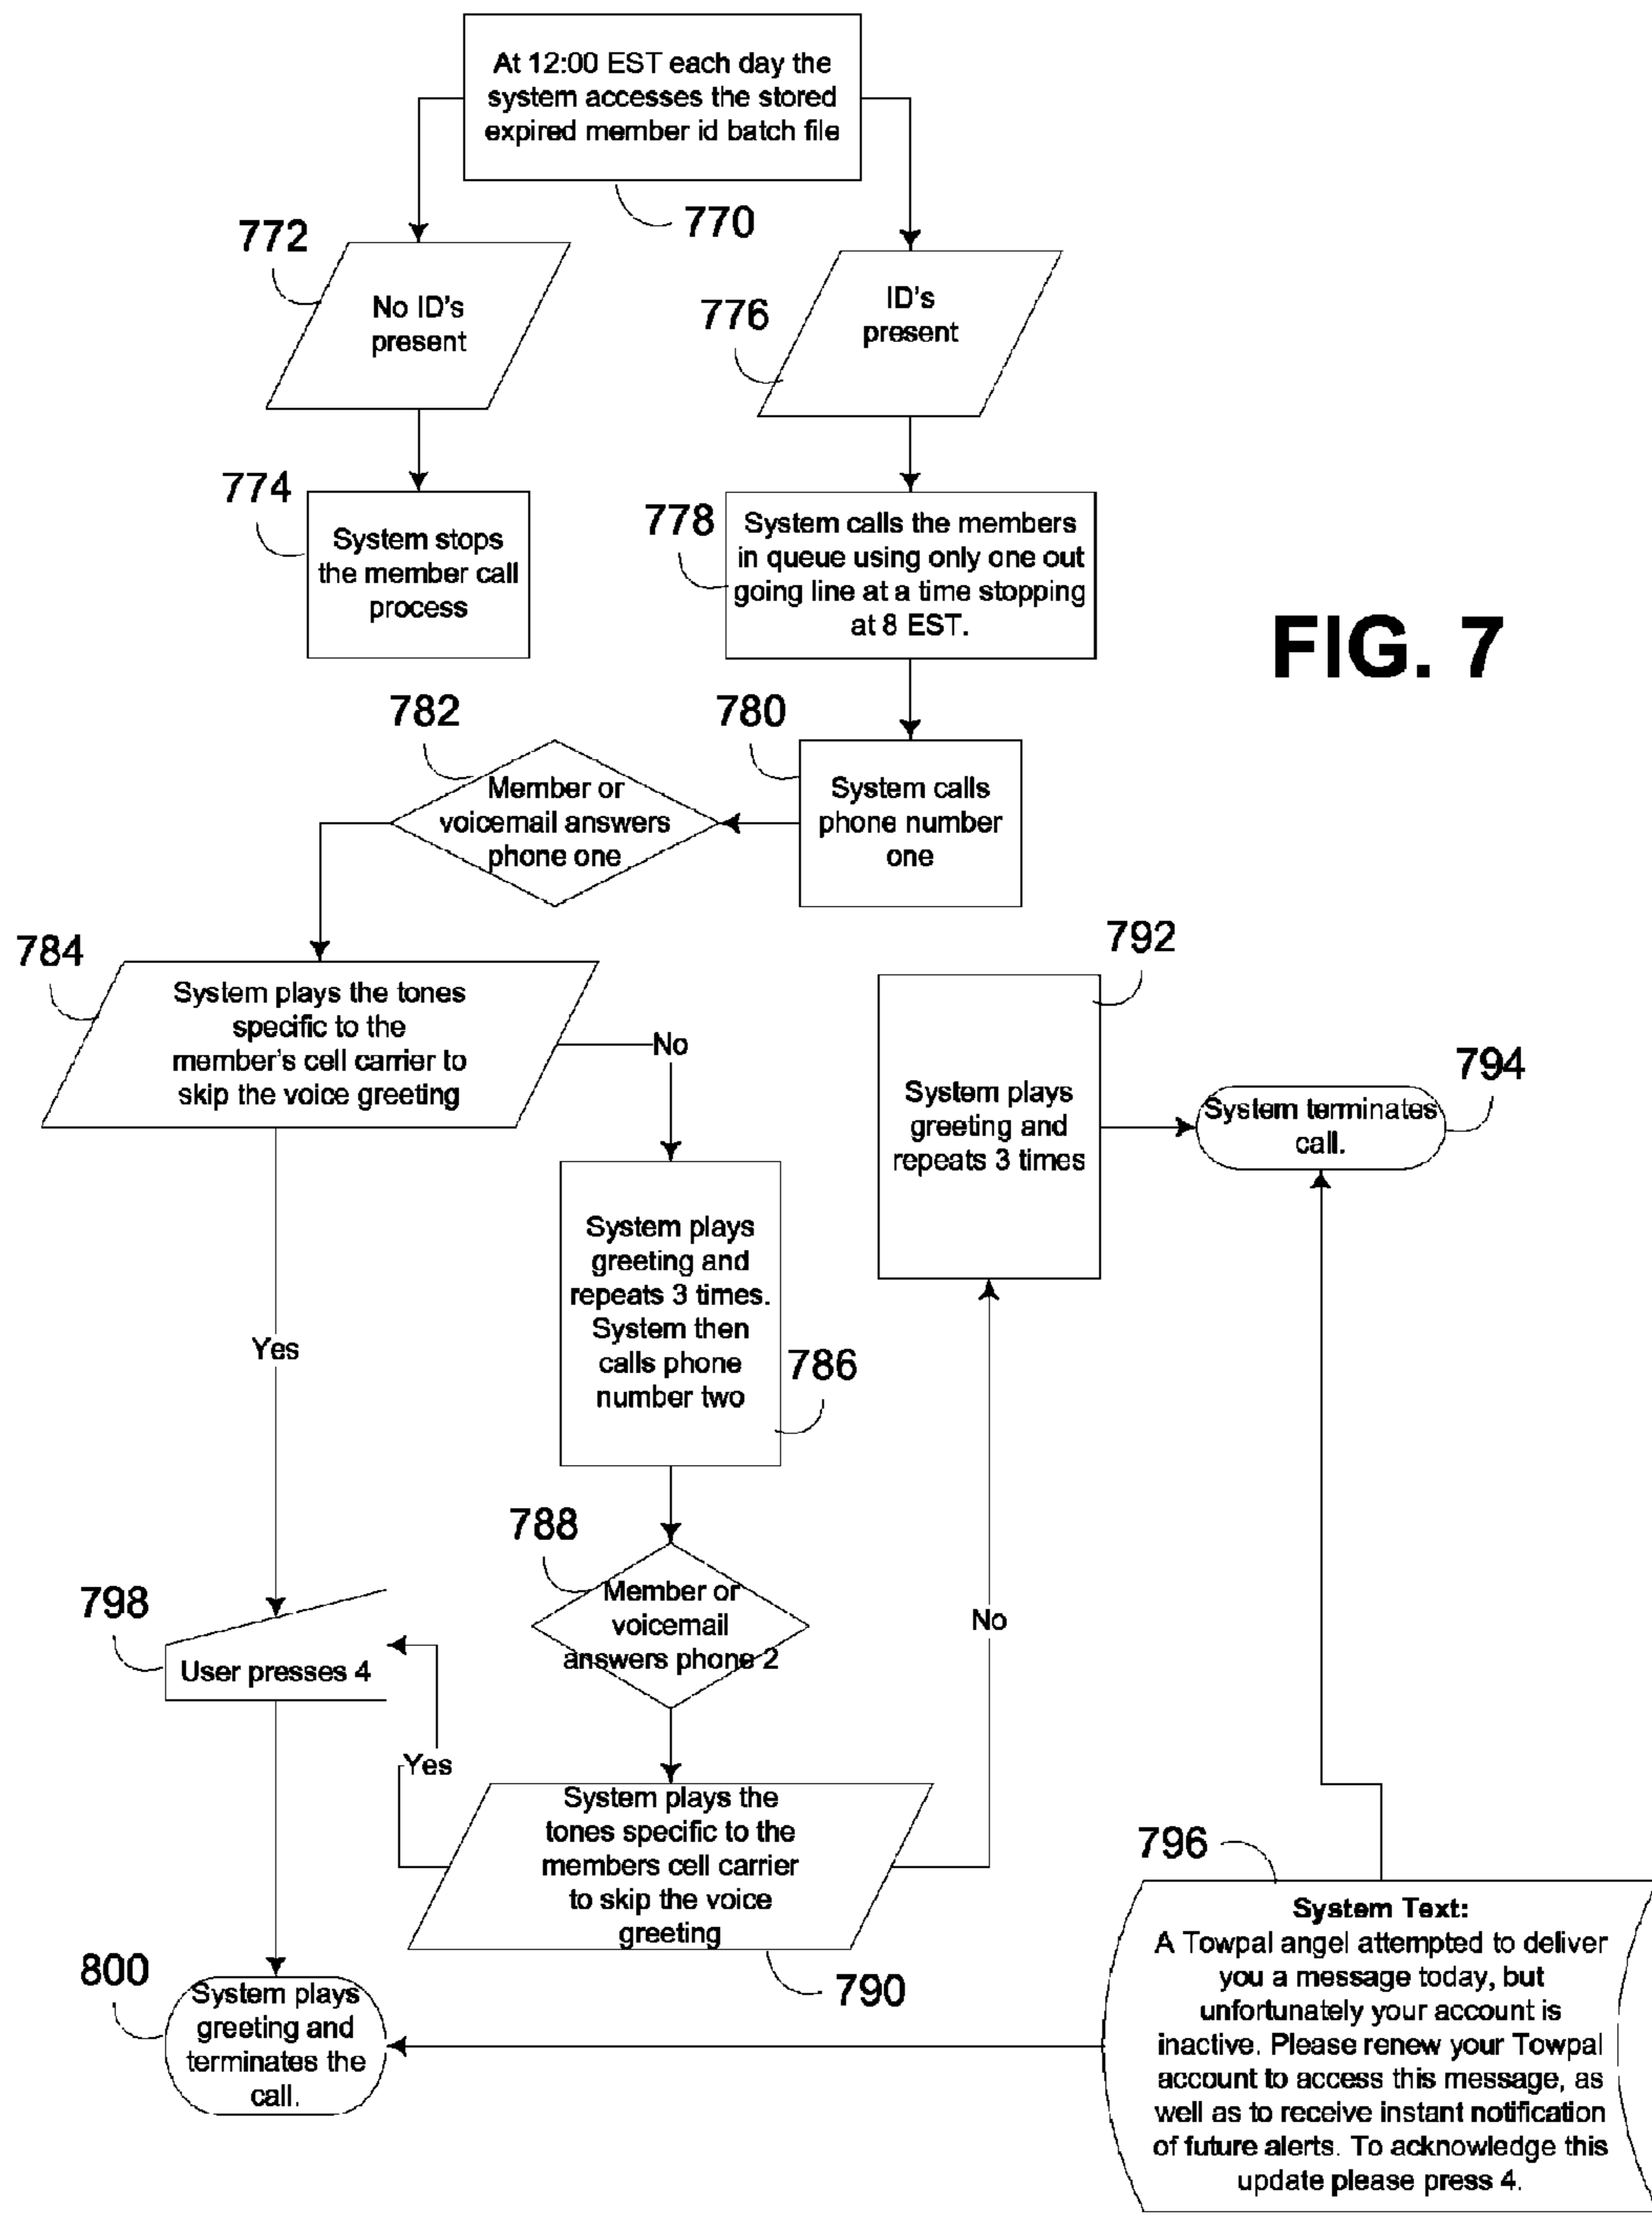 At 12:00 EST each day the
system accesses the stored
expired member id batch file
770
772
No ID's
present
776
ID's
present
774
System stops
the member call
process
778
System calls the members
in queue using only one out
going line at a time stopping
at 8 EST.
FIG. 7
782
Member or
voicemail answers
phone one
780
System calls
phone number
one
784
System plays the tones
specific to the
member's cell carrier to
skip the voice greeting
No
792
System plays
greeting and
repeats 3 times
794
System terminates
call.
Yes
System plays
greeting and
repeats 3 times.
System then
calls phone
number two
786
788
Member or
voicemail
answers phone 2
No
798
User presses 4
Yes
System plays the
tones specific to the
members cell carrier
to skip the voice
greeting
790
796
System Text:
A Towpal angel attempted to deliver
you a message today, but
unfortunately your account is
inactive. Please renew your Towpal
account to access this message, as
well as to receive instant notification
of future alerts. To acknowledge this
update please press 4.
800
System plays
greeting and
terminates the
call.